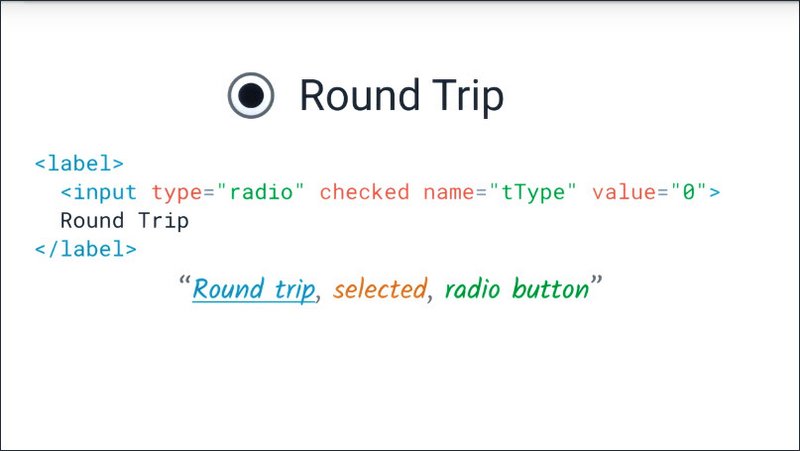 Round Trip
<label>
<input type="radio" checked name="tType" value="0">
Round Trip
</label>
“Round trip, selected, radio button”